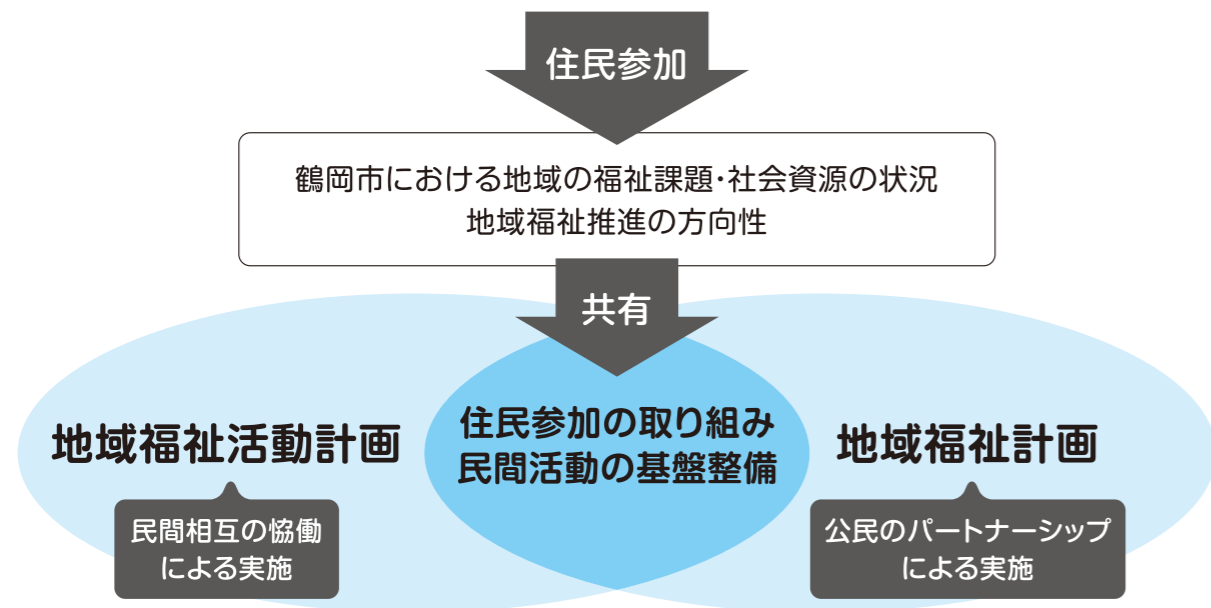 住民参加
鶴岡市における地域の福祉課題・社会資源の状況
地域福祉推進の方向性
共有
地域福祉活動計画
住民参加の取り組み
民間活動の基盤整備
地域福祉計画
民間相互の恊働
による実施
公民のパートナーシップ
による実施